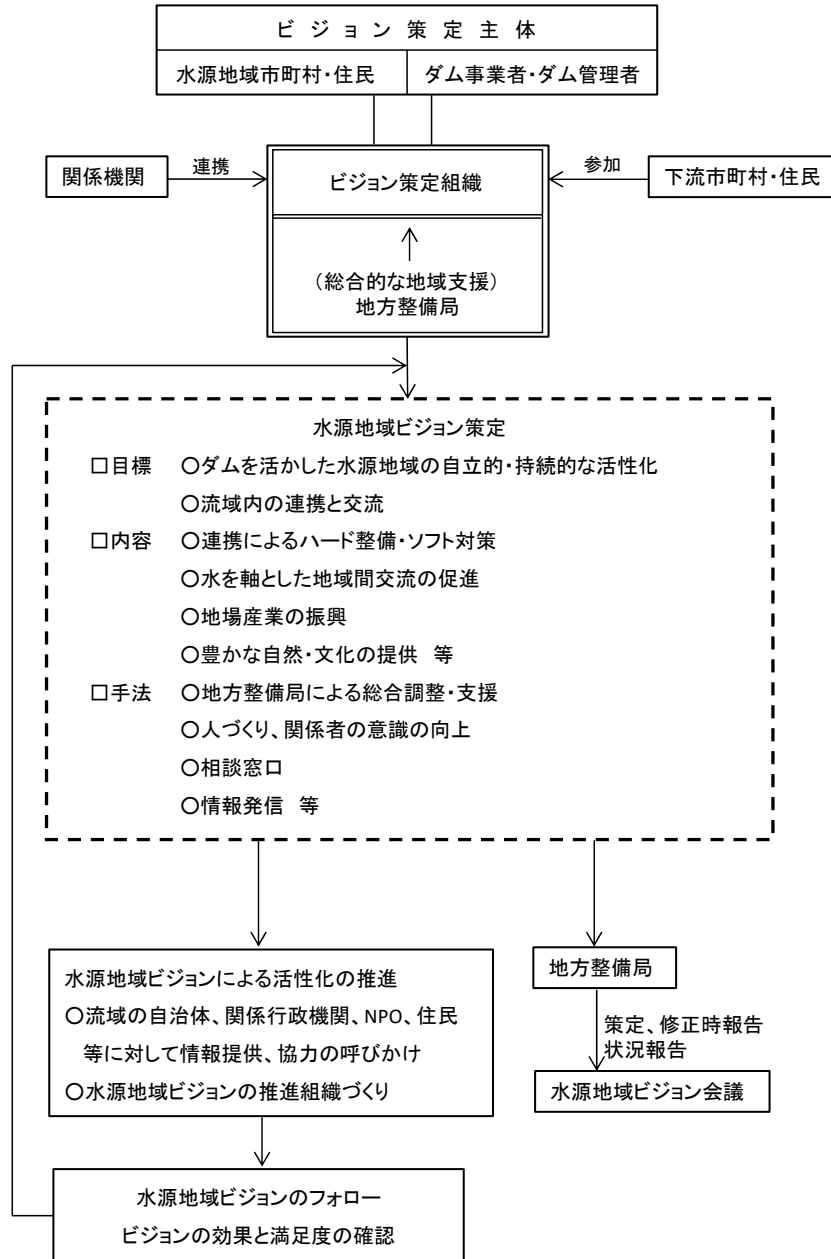 ビジョン策定主体
水源地域市町村・住民
ダム事業者・ダム管理者
関係機関
連携
ビジョン策定組織
参加
下流市町村・住民
（総合的な地域支援）
地方整備局
水源地域ビジョン策定
□目標　○ダムを活かした水源地域の自立的・持続的な活性化
○流域内の連携と交流
□内容　○連携によるハード整備・ソフト対策
○水を軸とした地域間交流の促進
○地場産業の振興
○豊かな自然・文化の提供　等
□手法　○地方整備局による総合調整・支援
○人づくり、関係者の意識の向上
○相談窓口
○情報発信　等
水源地域ビジョンによる活性化の推進
○流域の自治体、関係行政機関、NPO、住民
等に対して情報提供、協力の呼びかけ
○水源地域ビジョンの推進組織づくり
地方整備局
策定、修正時報告
状況報告
水源地域ビジョン会議
水源地域ビジョンのフォロー
ビジョンの効果と満足度の確認